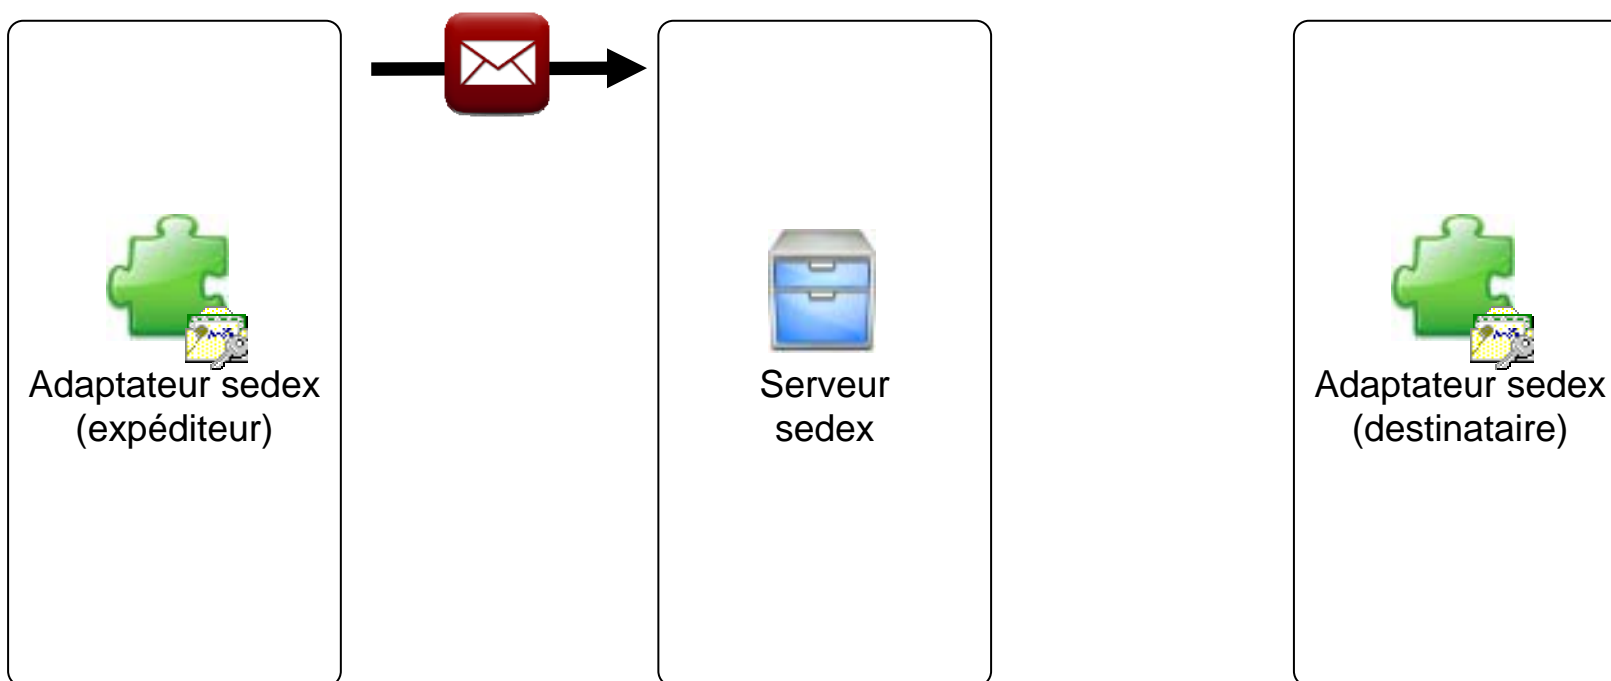 Adaptateur sedex
(expéditeur)
Serveur
sedex
Adaptateur sedex
(destinataire)